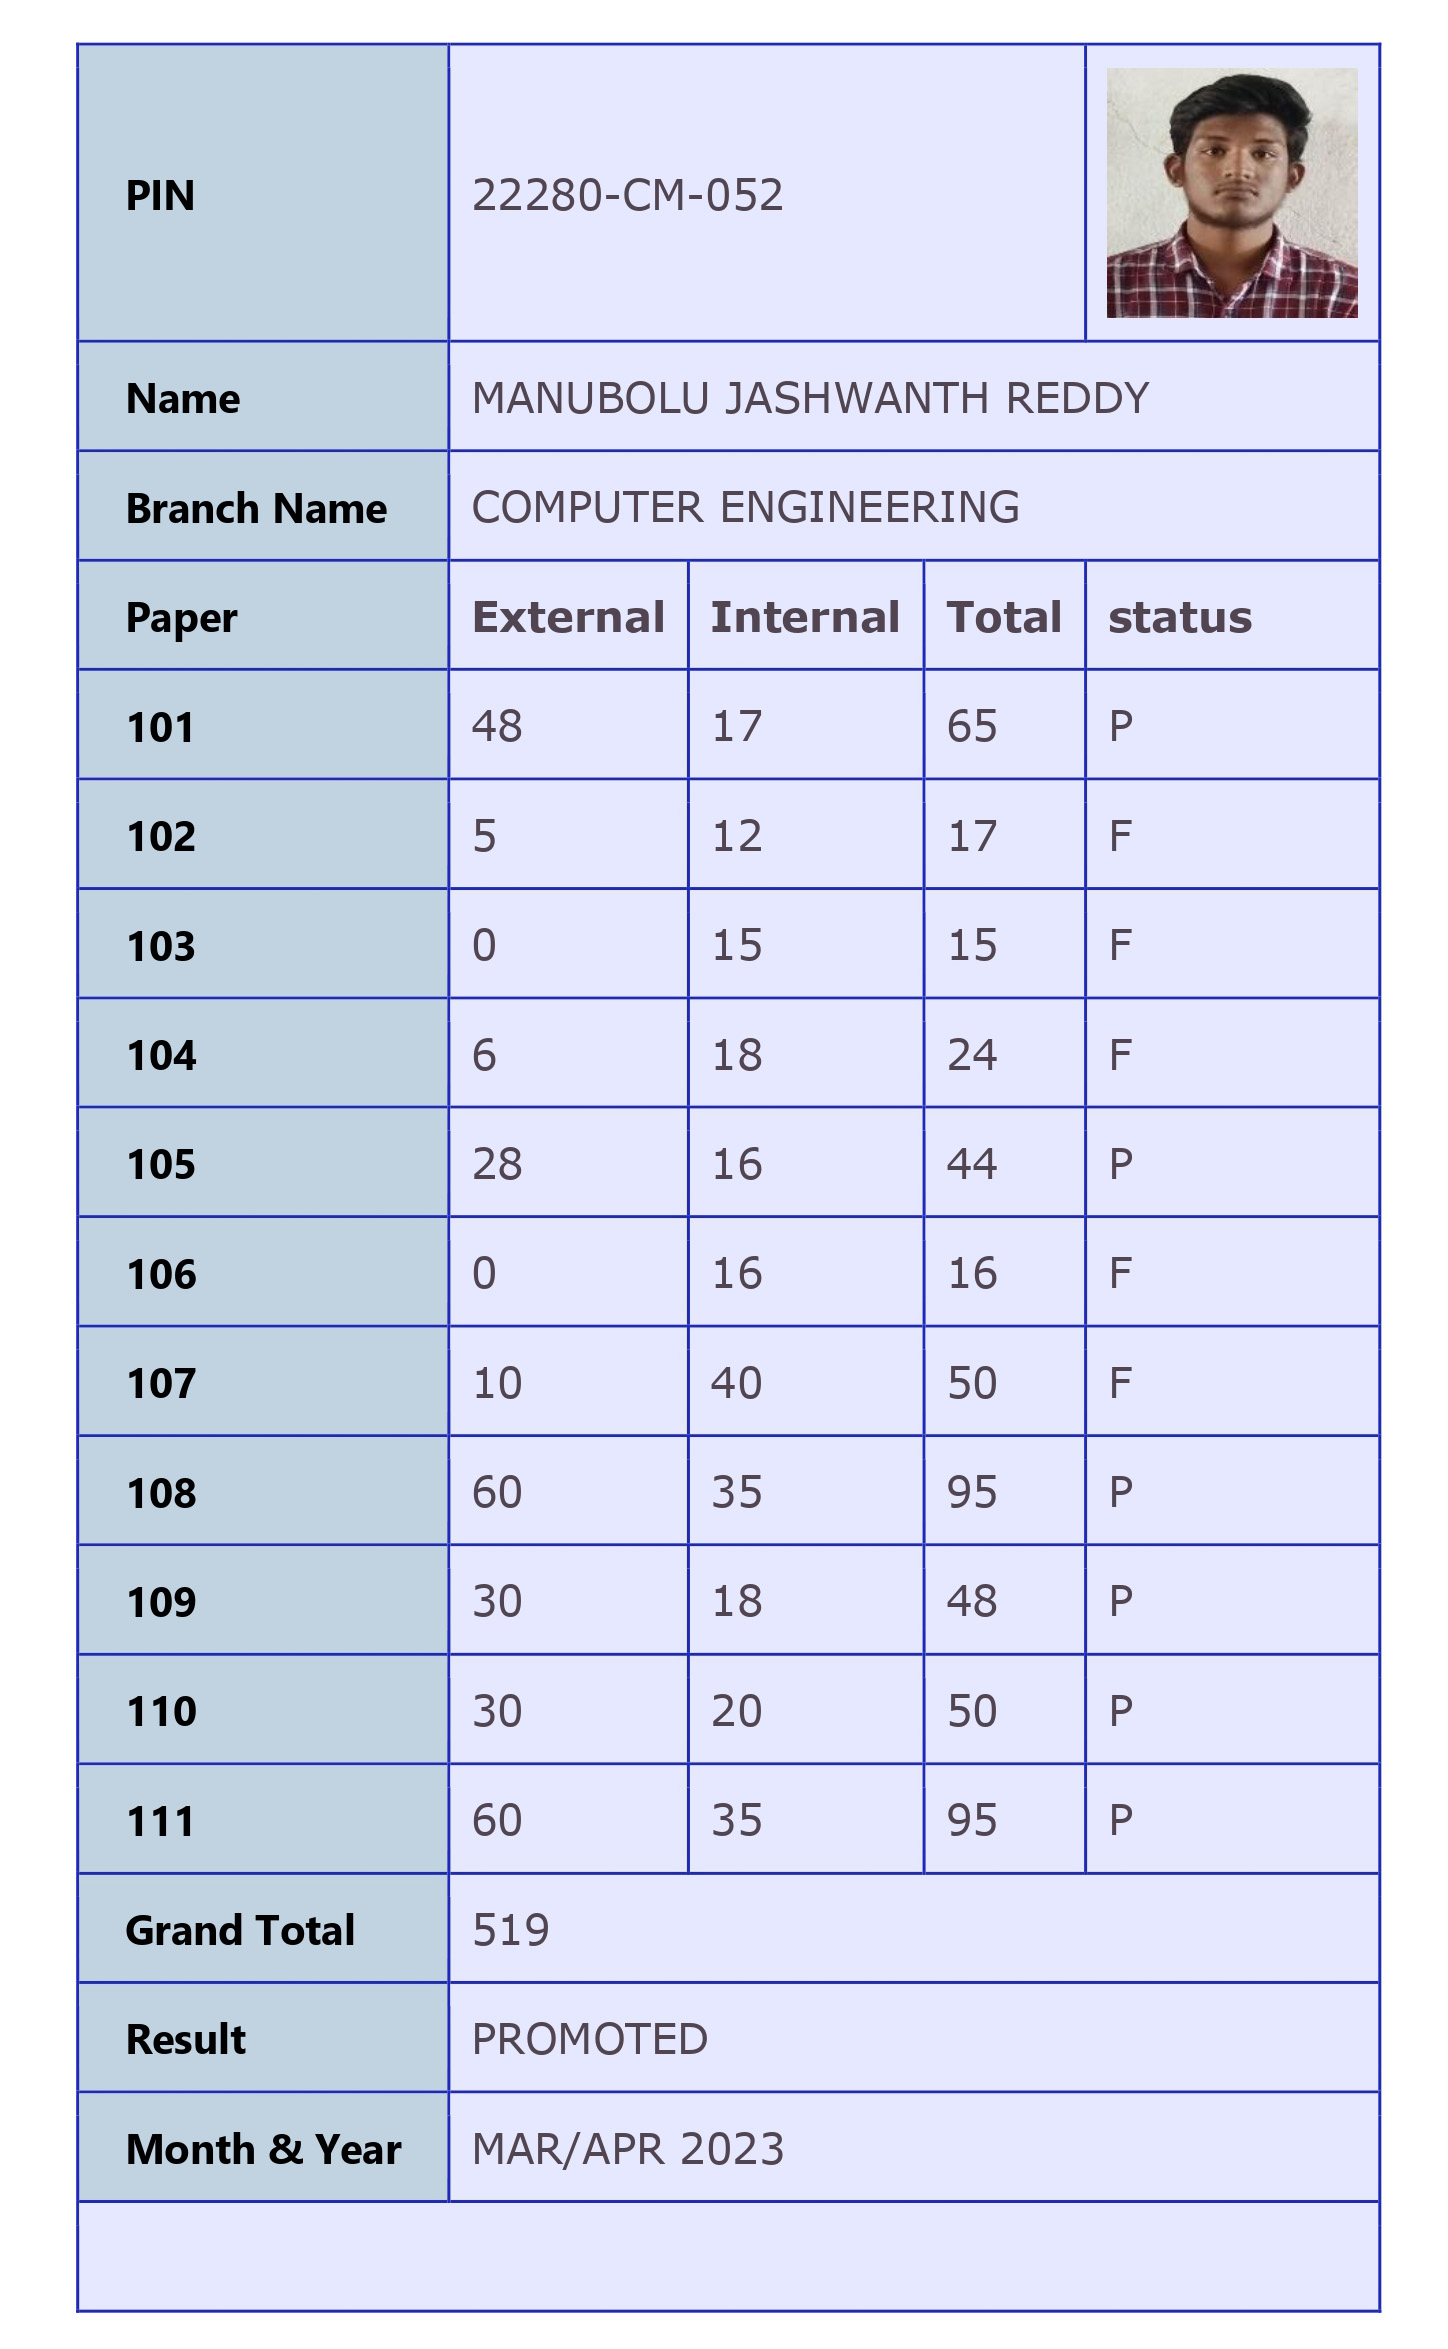 PIN 22280-CM-052
Name MANUBOLU JASHWANTH REDDY
Branch Name COMPUTER ENGINEERING
Paper External Internal Total status
101 48 17 65 P
102 5 12 17 F
103 0 15 15 F
104 6 18 24 F
105 28 16 44 P
106 0 16 16 F
107 10 40 50 F
108 60 35 95 P
109 30 18 48 P
110 30 20 50 P
111 60 35 95 P
Grand Total 519
Result PROMOTED
Month & Year MAR/APR 2023